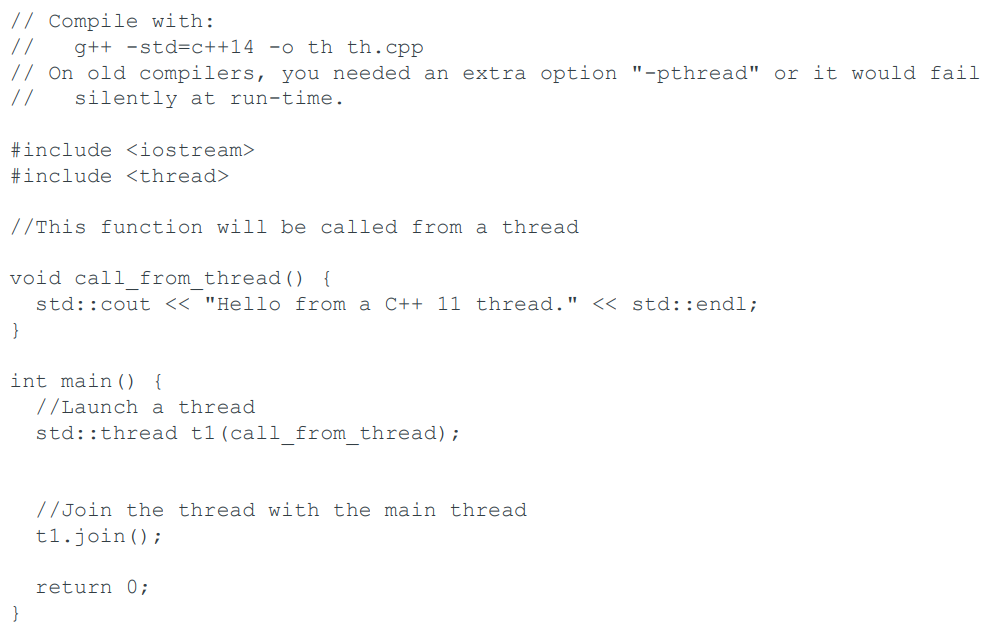 // Compile with:
//   g++ -std=c++14 -o th th.cpp
// On old compilers, you needed an extra option "-pthread" or it would fail
//   silently at run-time.

#include <iostream>
#include <thread>

//This function will be called from a thread

void call_from_thread() {
  std::cout << "Hello from a C++ 11 thread." << std::endl;
}

int main() {
  //Launch a thread
  std::thread t1(call_from_thread);


  //Join the thread with the main thread
  t1.join();

  return 0;
}